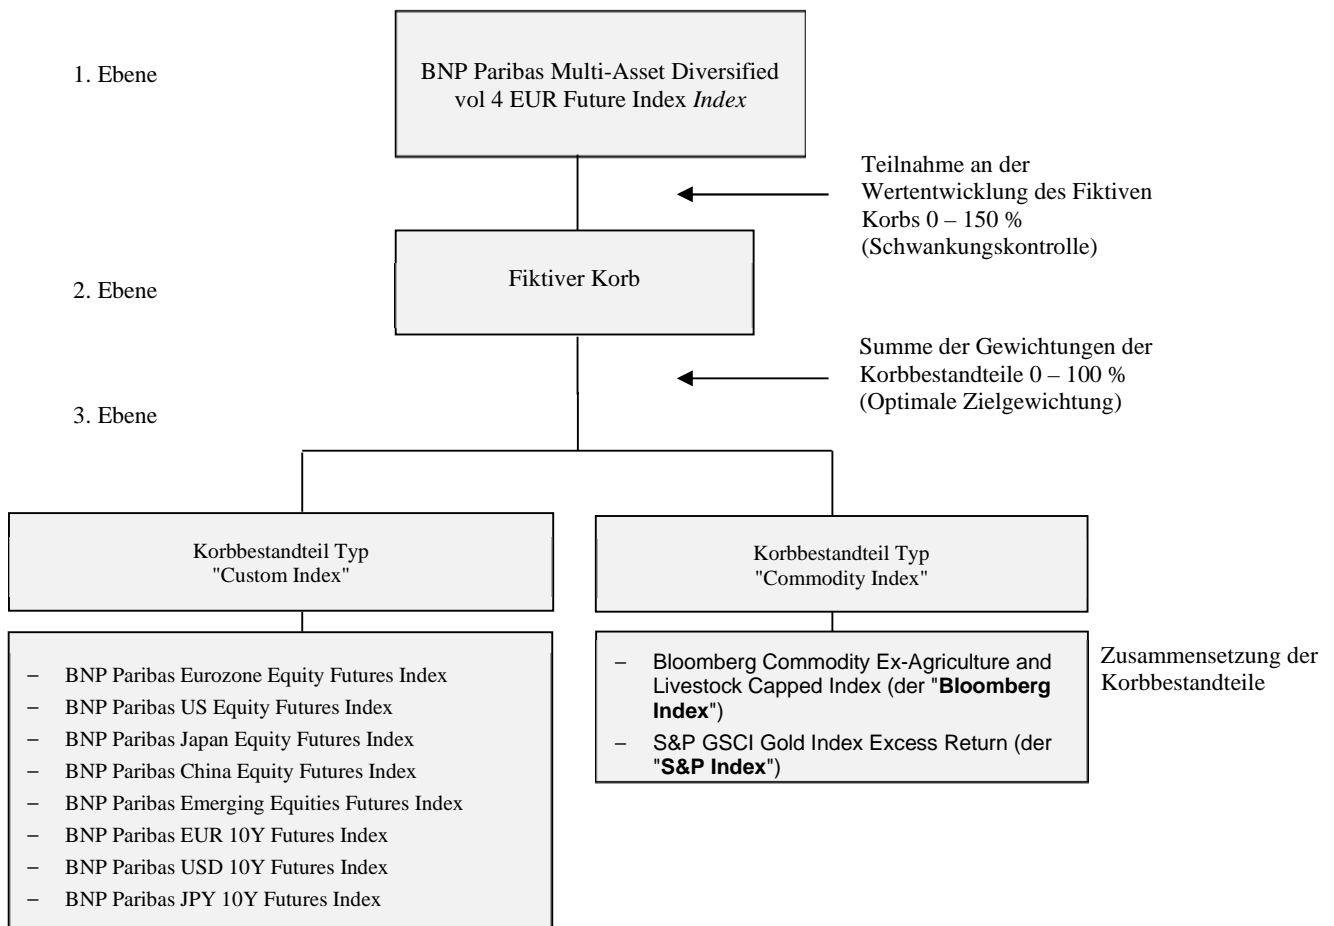 1. Ebene
BNP Paribas Multi-Asset Diversified
vol 4 EUR Future Index Index
Teilnahme an der
Wertentwicklung des Fiktiven
Korbs 0 – 150 %
(Schwankungskontrolle)
2. Ebene
Fiktiver Korb
Summe der Gewichtungen der
Korbbestandteile 0 – 100 %
(Optimale Zielgewichtung)
3. Ebene
Korbbestandteil Typ
"Custom Index"
Korbbestandteil Typ
"Commodity Index"
– BNP Paribas Eurozone Equity Futures Index
– BNP Paribas US Equity Futures Index
– BNP Paribas Japan Equity Futures Index
– BNP Paribas China Equity Futures Index
– BNP Paribas Emerging Equities Futures Index
– BNP Paribas EUR 10Y Futures Index
– BNP Paribas USD 10Y Futures Index
– BNP Paribas JPY 10Y Futures Index
– Bloomberg Commodity Ex-Agriculture and
Livestock Capped Index (der "Bloomberg
Index")
– S&P GSCI Gold Index Excess Return (der
"S&P Index")
Zusammensetzung der
Korbbestandteile